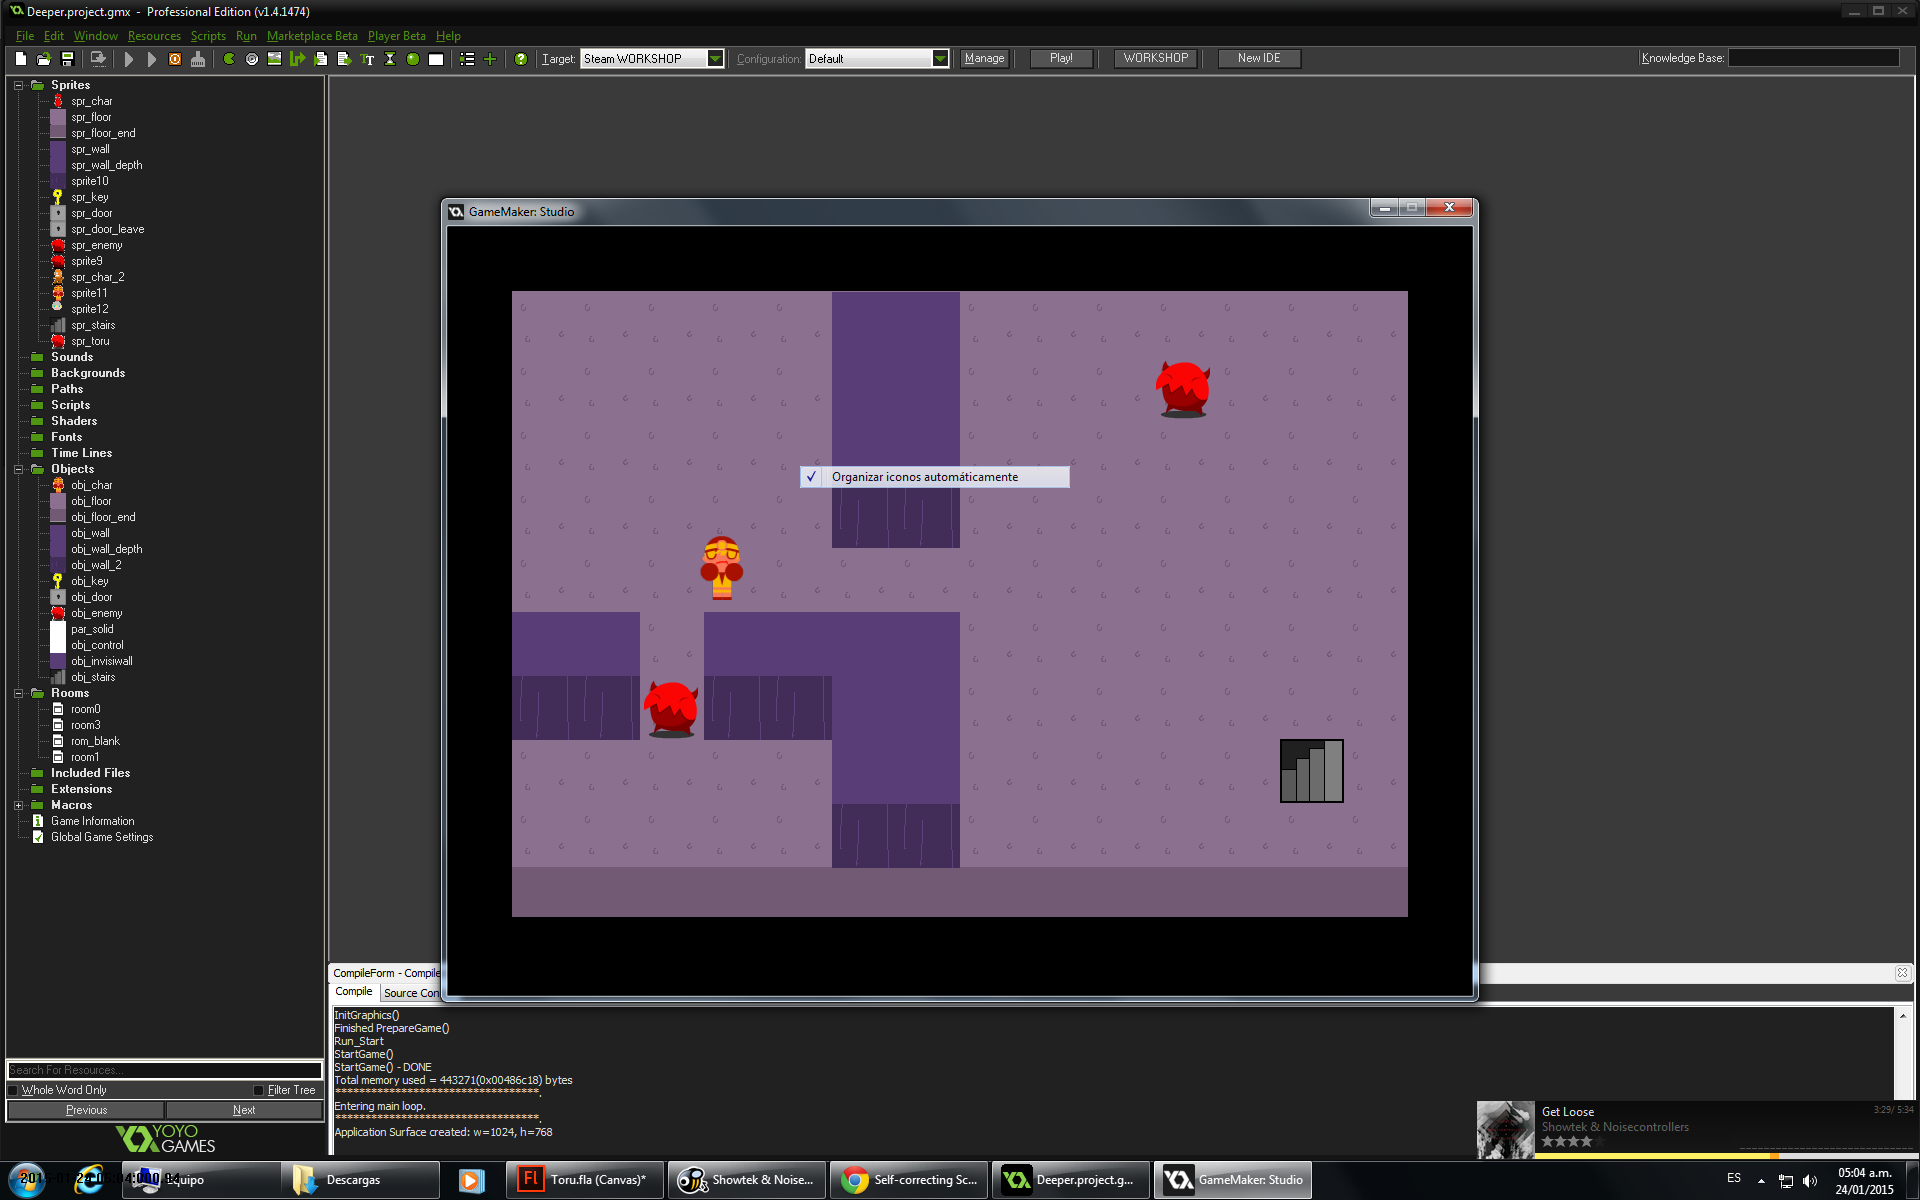 Deeper.project.gmx - Professional Edition (v1.4.1474)
File Edit Window Resources Scripts Run Marketplace Beta Player Beta Help
Target: Steam WORKSHOP Configuration: Default Manage Play! WORKSHOP New IDE Knowledge Base:
Sprites
spr_char
spr_floor
spr_floor_end
spr_wall
spr_wall_depth
sprite10
spr_key
spr_door
spr_door_leave
spr_enemy
sprite9
spr_char_2
sprite11
sprite12
spr_stairs
spr_toru
Sounds
Backgrounds
Paths
Scripts
Shaders
Fonts
Time Lines
Objects
obj_char
obj_floor
obj_floor_end
obj_wall
obj_wall_depth
obj_wall_2
obj_key
obj_door
obj_enemy
par_solid
obj_control
obj_invisiwall
obj_stairs
Rooms
room0
room3
rom_blank
room1
Included Files
Extensions
Macros
Game Information
Global Game Settings
Search For Resources...
Whole Word Only Filter Tree
Previous Next
YOYO
GAMES
GameMaker: Studio
Organizar iconos automáticamente
CompileForm - Compile
Compile Source Con
InitGraphics()
Finished PrepareGame()
Run_Start
StartGame()
StartGame() - DONE
Total memory used = 443271(0x00486c18) bytes
***********************************.
Entering main loop.
***********************************.
Application Surface created: w=1024, h=768
Get Loose 3:29/ 5:34
Showtek & Noisecontrollers
Equipo
Descargas
Toru.fla (Canvas)*
Showtek & Noise...
Self-correcting Sc...
Deeper.project.g...
GameMaker: Studio
ES
05:04 a.m.
24/01/2015